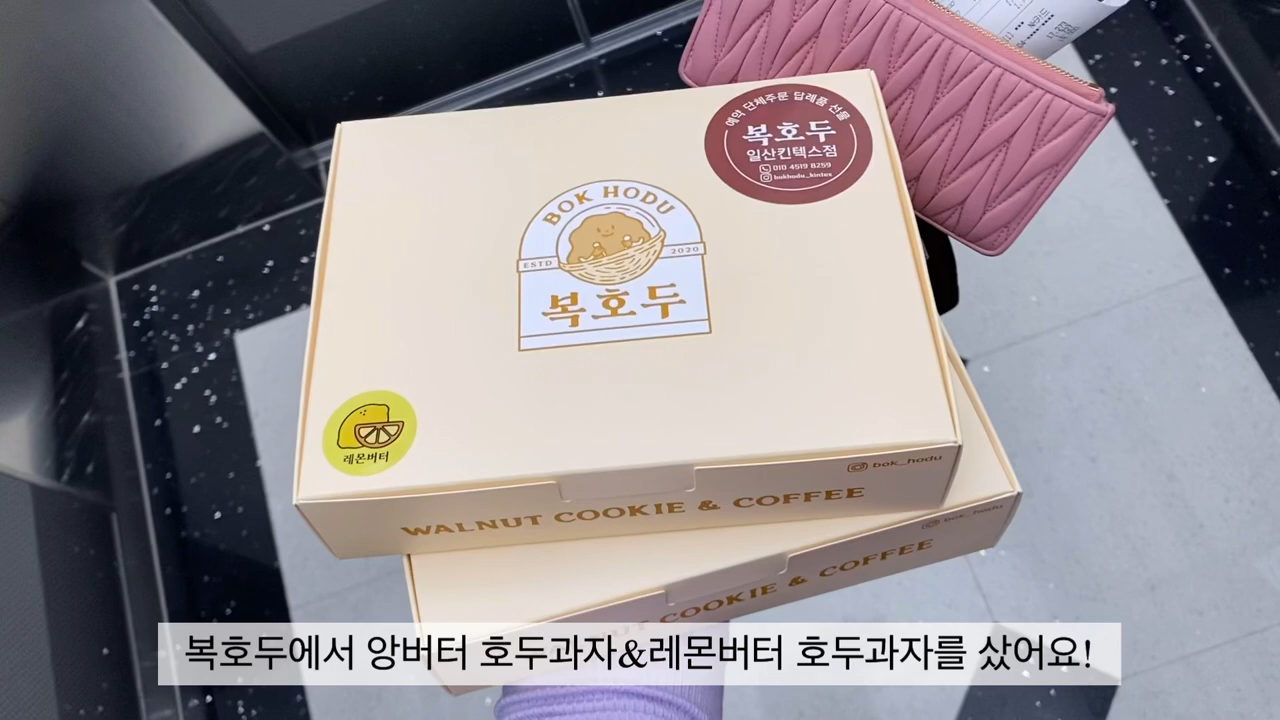 예약 단체주문 답례품 선물
복호두
일산킨텍스점
010 4519 8259
bokhodu_kintex
BOK HODU
ESTD 2020
복호두
레몬버터
bok_hodu
WALNUT COOKIE & COFFEE
bok_hodu
COOKIE & COFFEE
복호두에서 앙버터 호두과자&레몬버터 호두과자를 샀어요!